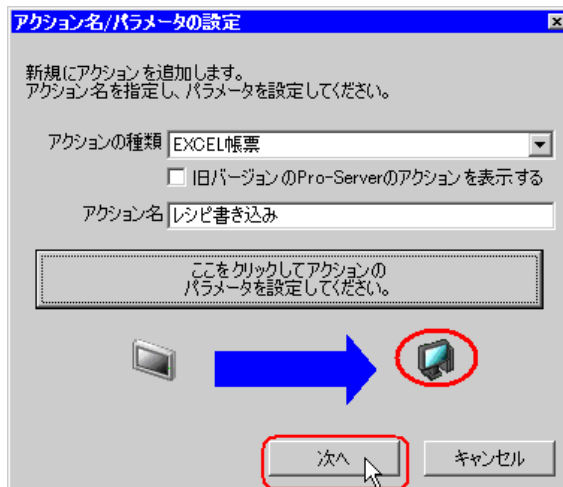 アクション名/パラメータの設定
新規にアクションを追加します。
アクション名を指定し、パラメータを設定してください。
アクションの種類 EXCEL帳票
旧バージョンのPro-Serverのアクションを表示する
アクション名 レシピ書き込み
ここをクリックしてアクションの
パラメータを設定してください。
次へ キャンセル